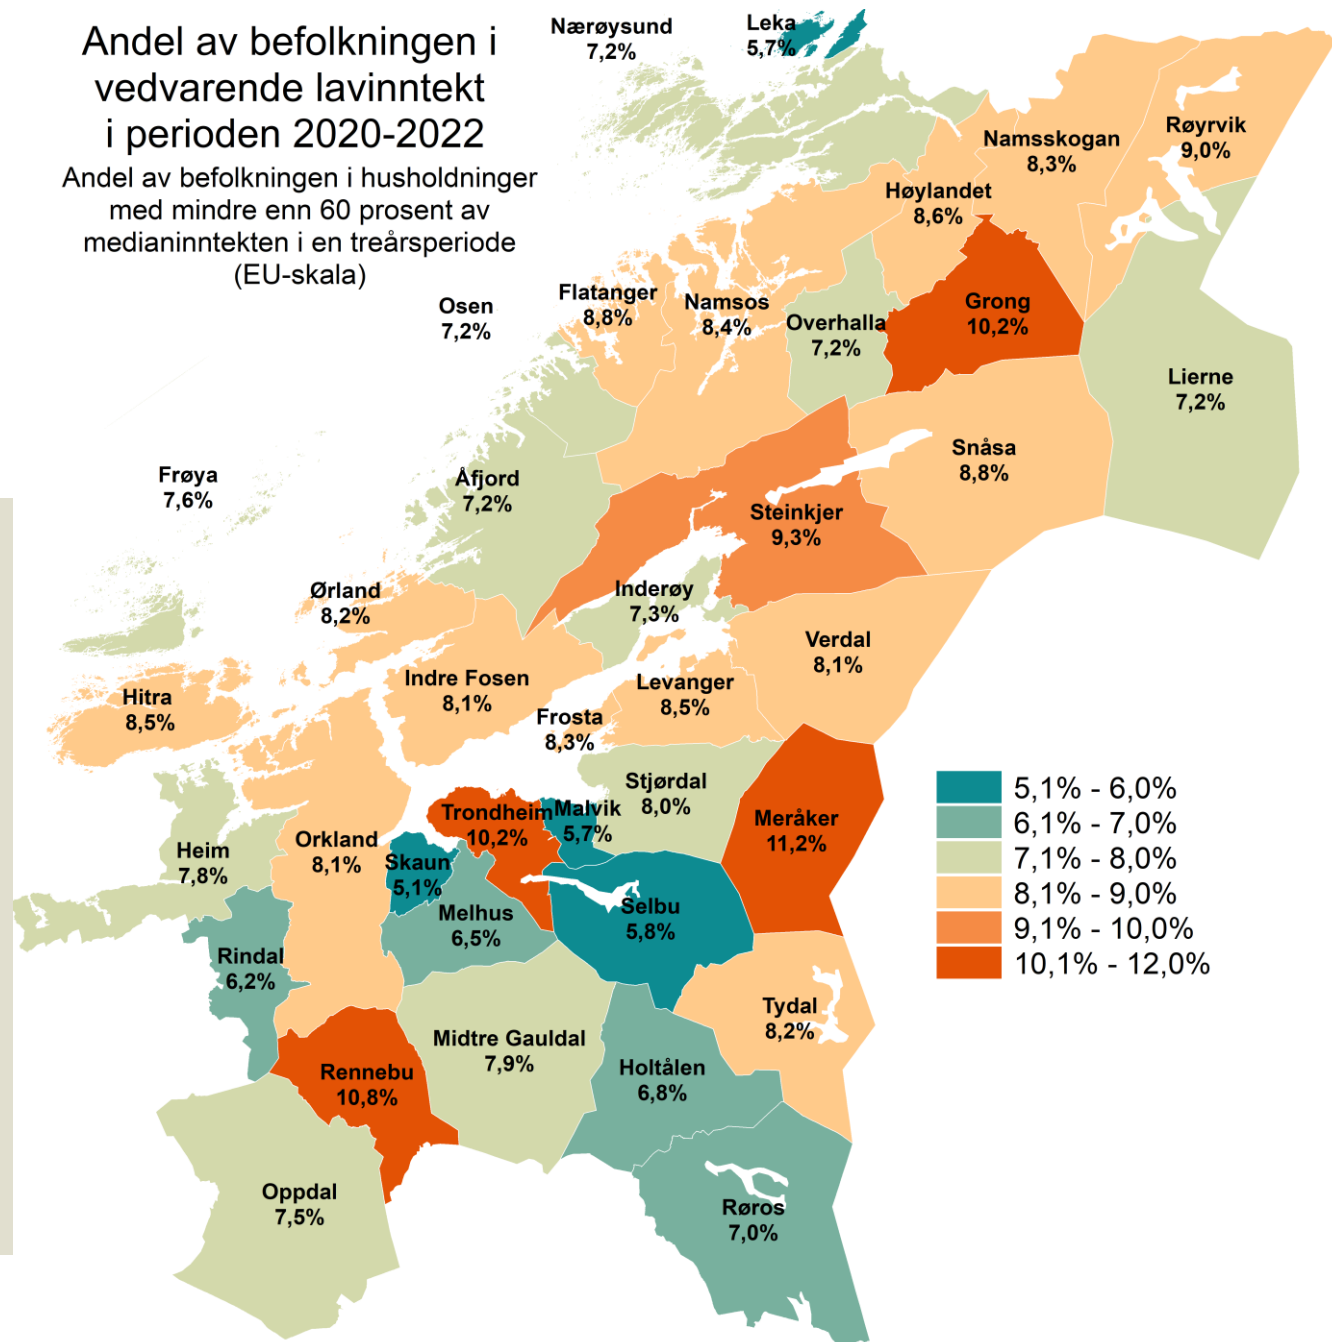 Andel av befolkningen i
vedvarende lavinntekt
i perioden 2020-2022
Andel av befolkningen i husholdninger
med mindre enn 60 prosent av
medianinntekten i en treårsperiode
(EU-skala)
Nærøysund
7,2%
Leka
5,7%
Namsskogan
8,3%
Røyrvik
9,0%
Høylandet
8,6%
Osen
7,2%
Flatanger
8,8%
Namsos
8,4%
Overhalla
7,2%
Grong
10,2%
Lierne
7,2%
Frøya
7,6%
Åfjord
7,2%
Snåsa
8,8%
Steinkjer
9,3%
Ørland
8,2%
Inderøy
7,3%
Verdal
8,1%
Hitra
8,5%
Indre Fosen
8,1%
Levanger
8,5%
Frosta
8,3%
Stjørdal
8,0%
Meråker
11,2%
Trondheim
10,2%
Malvik
5,7%
Orkland
8,1%
Heim
7,8%
Skaun
5,1%
Melhus
6,5%
Selbu
5,8%
Rindal
6,2%
Tydal
8,2%
Midtre Gauldal
7,9%
Rennebu
10,8%
Holtålen
6,8%
Oppdal
7,5%
Røros
7,0%
5,1% - 6,0%
6,1% - 7,0%
7,1% - 8,0%
8,1% - 9,0%
9,1% - 10,0%
10,1% - 12,0%